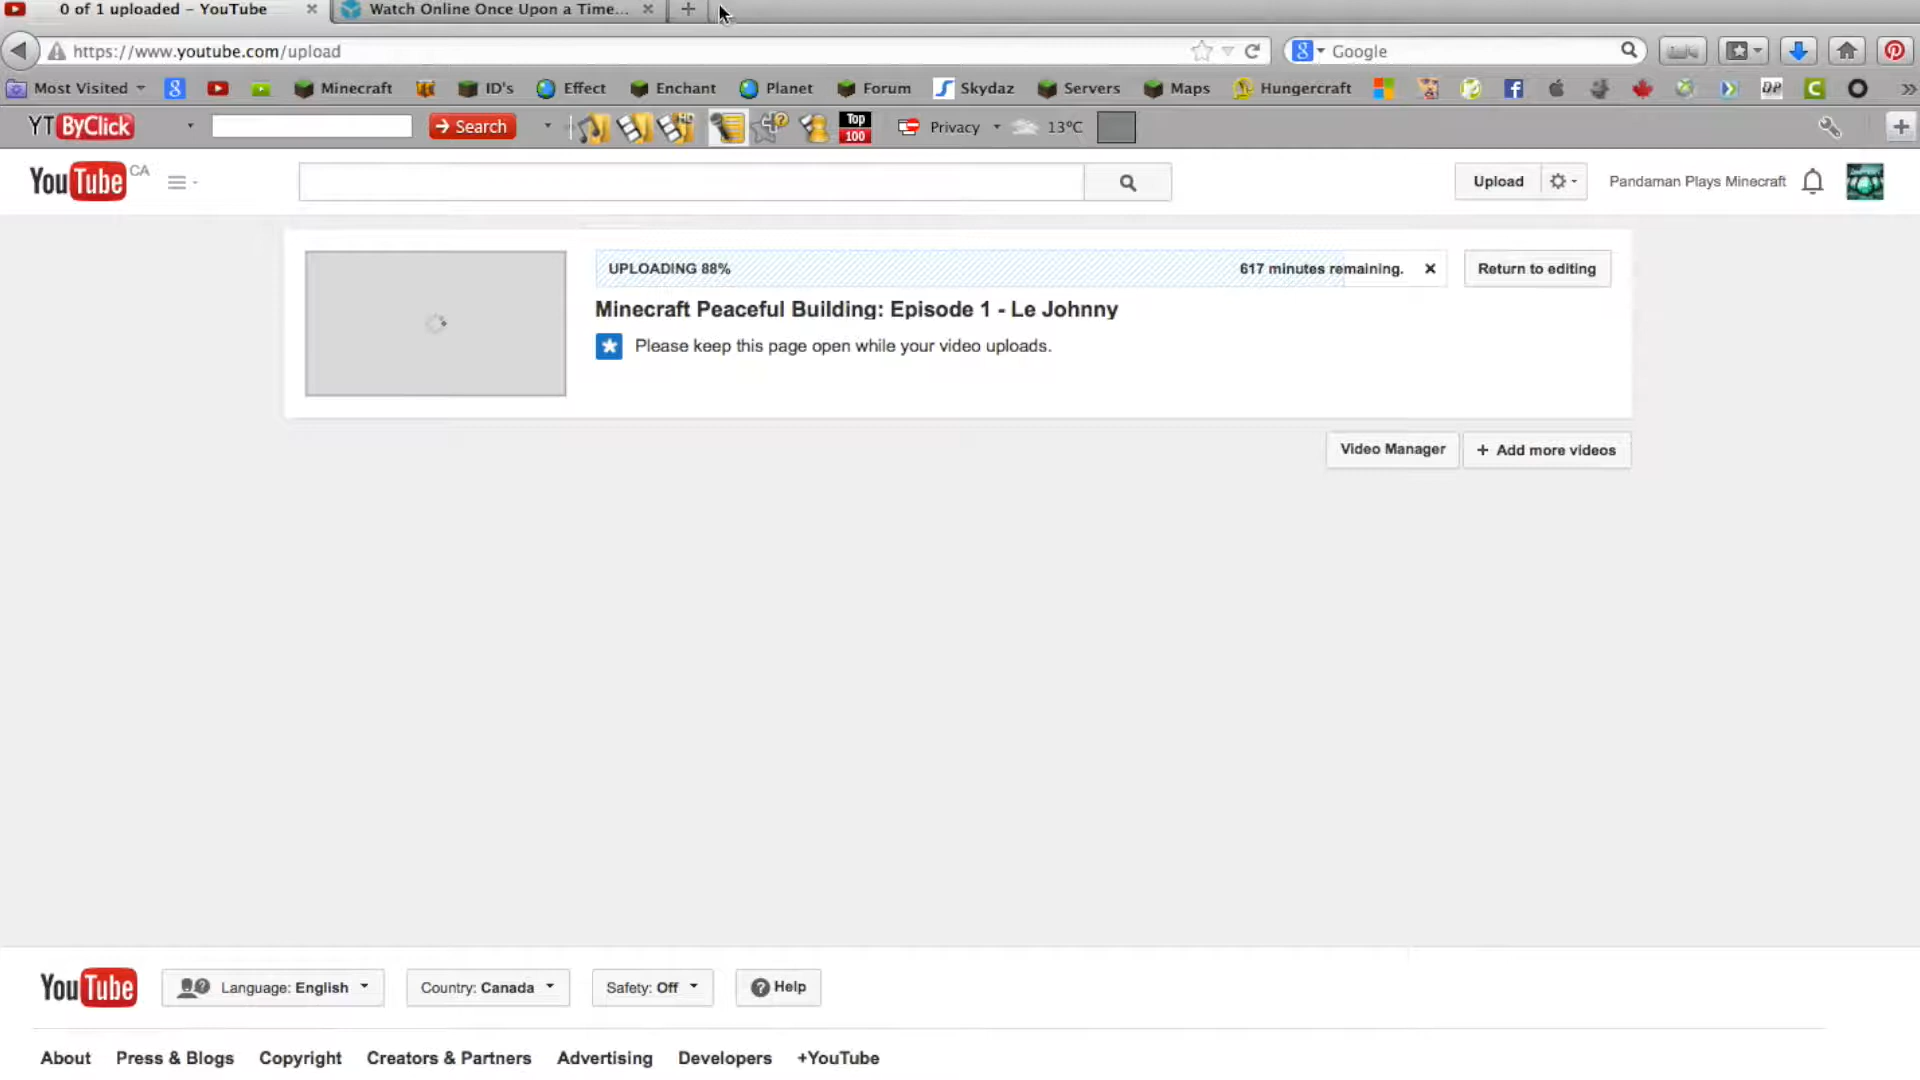 0 of 1 uploaded – YouTube
Watch Online Once Upon a Time...
https://www.youtube.com/upload
Google
Most Visited
Minecraft
ID's
Effect
Enchant
Planet
Forum
Skydaz
Servers
Maps
Hungercraft
DP
YT ByClick
Search
Top 100
Privacy
13°C
YouTube CA
Upload
Pandaman Plays Minecraft
UPLOADING 88%
617 minutes remaining.
Return to editing
Minecraft Peaceful Building: Episode 1 - Le Johnny
Please keep this page open while your video uploads.
Video Manager
+ Add more videos
YouTube
Language: English
Country: Canada
Safety: Off
Help
About
Press & Blogs
Copyright
Creators & Partners
Advertising
Developers
+YouTube